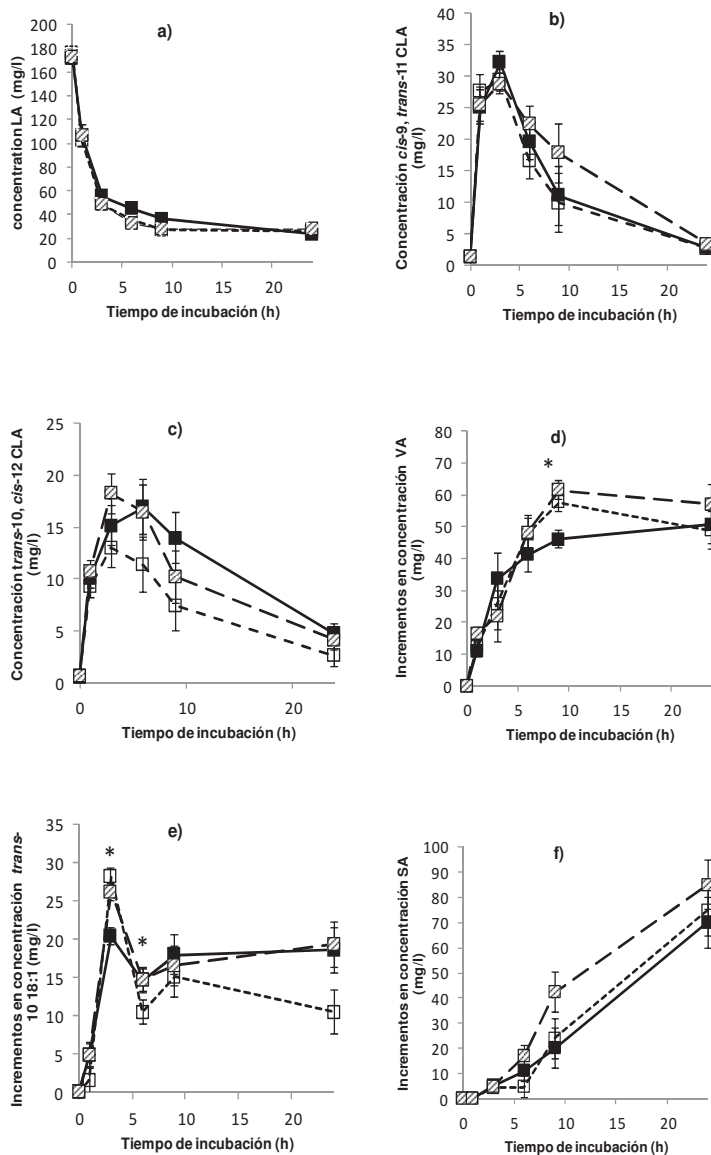 a)
concentration LA (mg/l)
200
180
160
140
120
100
80
60
40
20
0
0 5 10 15 20
Tiempo de incubación (h)
b)
Concentración cis-9, trans-11 CLA
(mg/l)
40
35
30
25
20
15
10
5
0
0 5 10 15 20
Tiempo de incubación (h)
c)
Concentración trans-10, cis-12 CLA
(mg/l)
25
20
15
10
5
0
0 10 20
Tiempo de incubación (h)
d)
*
Incrementos en concentración VA
(mg/l)
80
70
60
50
40
30
20
10
0
0 5 10 15 20
Tiempo de incubación (h)
e)
* *
Incrementos en concentración trans-
10 18:1 (mg/l)
35
30
25
20
15
10
5
0
0 5 10 15 20
Tiempo de incubación (h)
f)
Incrementos en concentración SA
(mg/l)
100
90
80
70
60
50
40
30
20
10
0
0 5 10 15 20
Tiempo de incubación (h)